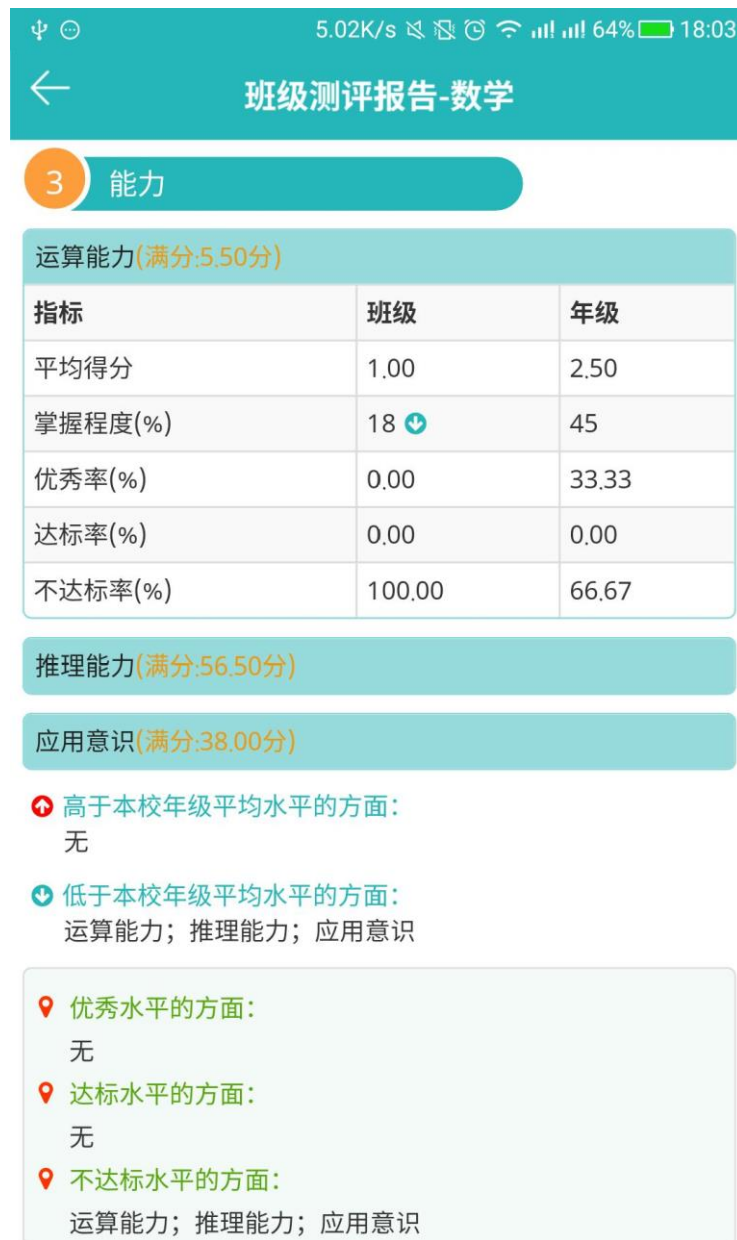 5.02K/s 64% 18:03
班级测评报告-数学
3 能力
运算能力(满分:5.50分)
指标 班级 年级
平均得分 1.00 2.50
掌握程度(%) 18 45
优秀率(%) 0.00 33.33
达标率(%) 0.00 0.00
不达标率(%) 100.00 66.67
推理能力(满分:56.50分)
应用意识(满分:38.00分)
高于本校年级平均水平的方面：
无
低于本校年级平均水平的方面：
运算能力；推理能力；应用意识
优秀水平的方面：
无
达标水平的方面：
无
不达标水平的方面：
运算能力；推理能力；应用意识